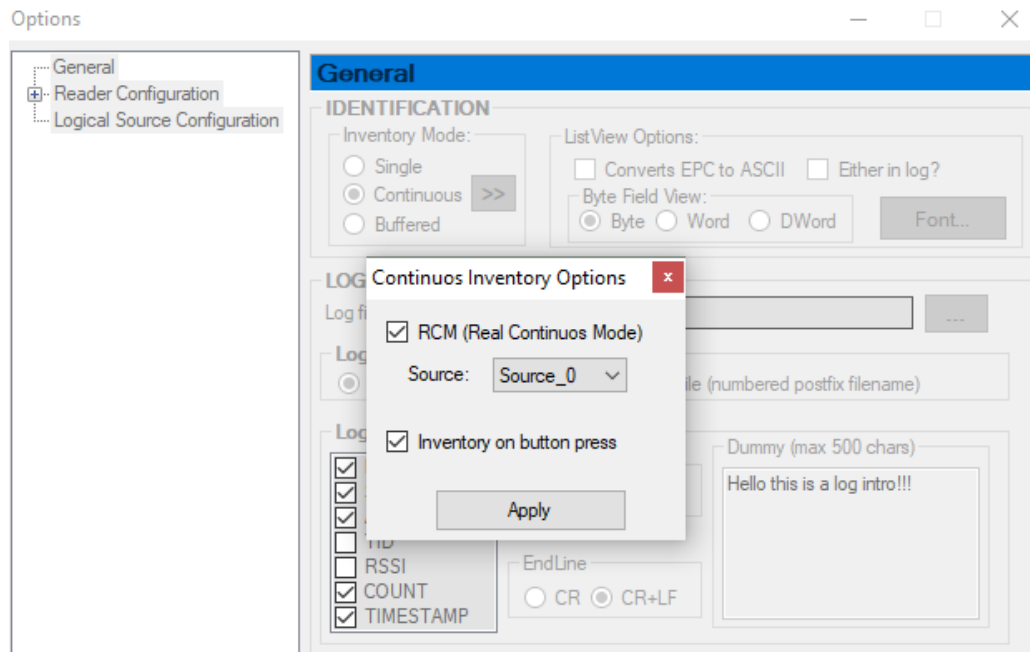 Options
General
Reader Configuration
Logical Source Configuration
General
IDENTIFICATION
Inventory Mode:
Single
Continuous
>>
Buffered
ListView Options:
Converts EPC to ASCII
Either in log?
Byte Field View:
Byte
Word
DWord
Font...
LOG
Log fi
...
Log
ile (numbered postfix filename)
Log
TID
RSSI
COUNT
TIMESTAMP
EndLine
CR
CR+LF
Dummy (max 500 chars)
Hello this is a log intro!!!
Continuos Inventory Options
x
RCM (Real Continuos Mode)
Source:
Source_0
Inventory on button press
Apply